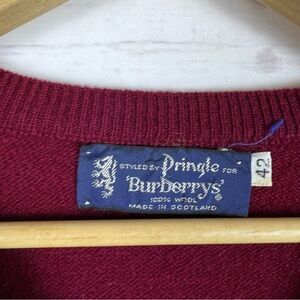 STYLED BY Pringle FOR
'Burberrys'
100% WOOL
MADE IN SCOTLAND
42